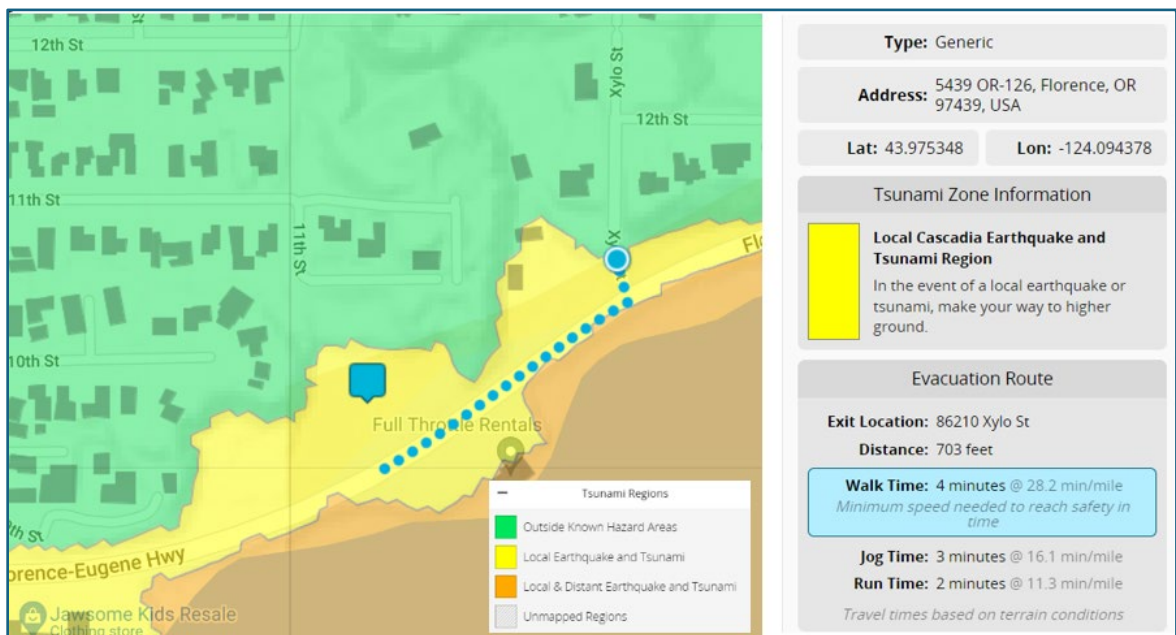 12th St
Xylo St
12th St
11th St
11th St
Xy
Flo
10th St
Full Throttle Rentals
th St
orence-Eugene Hwy
Jawsome Kids Resale
Clothing store
Tsunami Regions
Outside Known Hazard Areas
Local Earthquake and Tsunami
Local & Distant Earthquake and Tsunami
Unmapped Regions
Type: Generic
Address: 5439 OR-126, Florence, OR
97439, USA
Lat: 43.975348 Lon: -124.094378
Tsunami Zone Information
Local Cascadia Earthquake and
Tsunami Region
In the event of a local earthquake or
tsunami, make your way to higher
ground.
Evacuation Route
Exit Location: 86210 Xylo St
Distance: 703 feet
Walk Time: 4 minutes @ 28.2 min/mile
Minimum speed needed to reach safety in
time
Jog Time: 3 minutes @ 16.1 min/mile
Run Time: 2 minutes @ 11.3 min/mile
Travel times based on terrain conditions